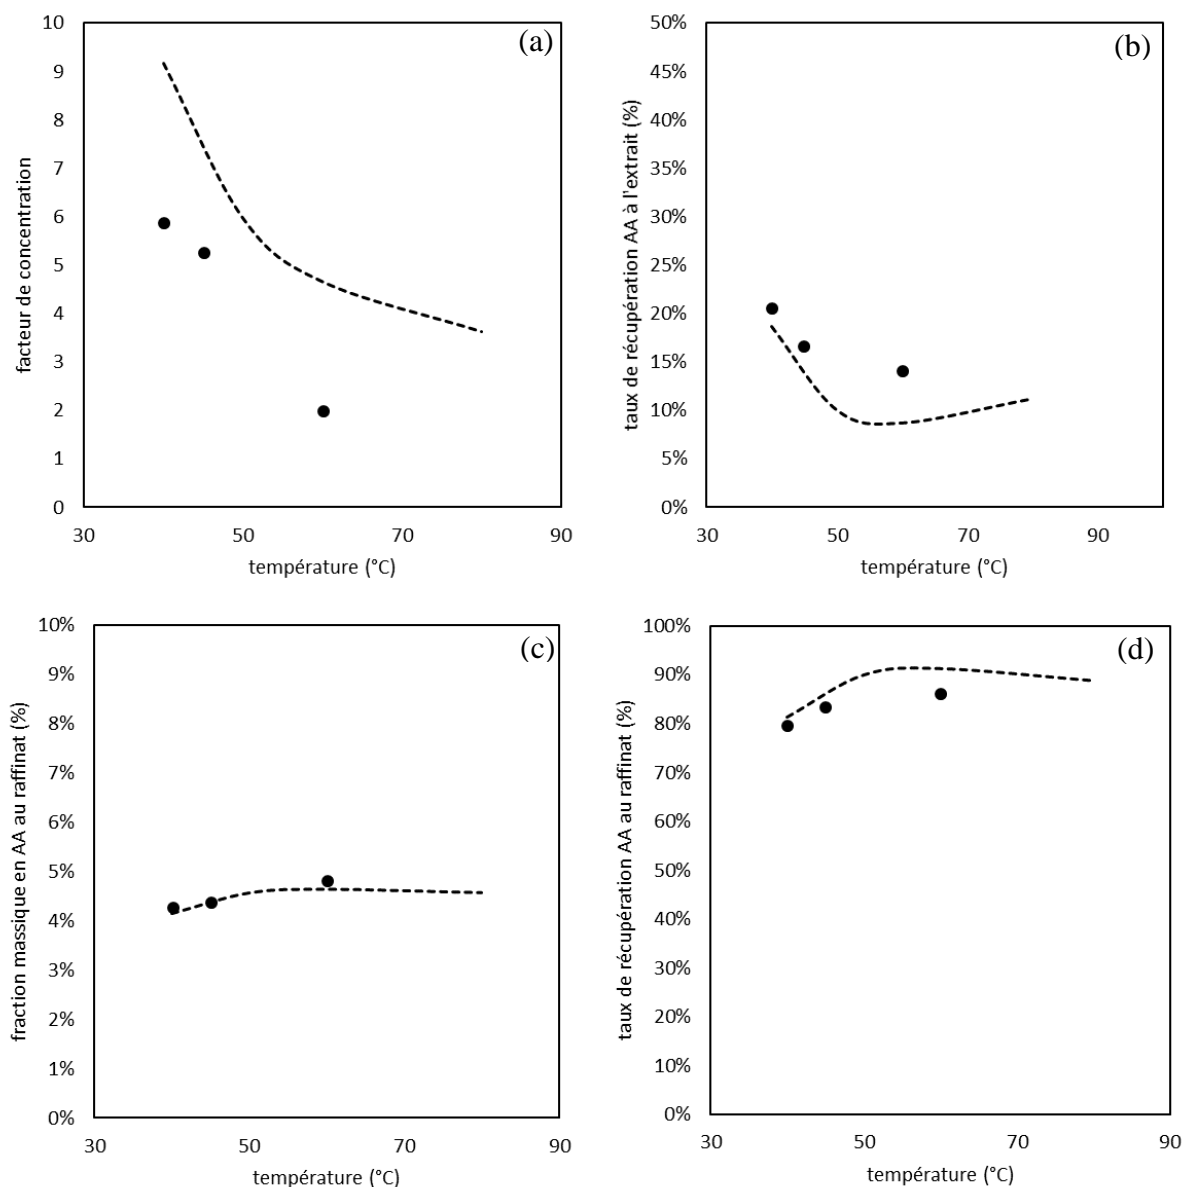 (a)
facteur de concentration
10
9
8
7
6
5
4
3
2
1
0
30 50 70 90
température (°C)
(b)
taux de récupération AA à l'extrait (%)
50%
45%
40%
35%
30%
25%
20%
15%
10%
5%
0%
30 50 70 90
température (°C)
(c)
fraction massique en AA au raffinat (%)
10%
9%
8%
7%
6%
5%
4%
3%
2%
1%
0%
30 50 70 90
température (°C)
(d)
taux de récupération AA au raffinat (%)
100%
90%
80%
70%
60%
50%
40%
30%
20%
10%
0%
30 50 70 90
température (°C)